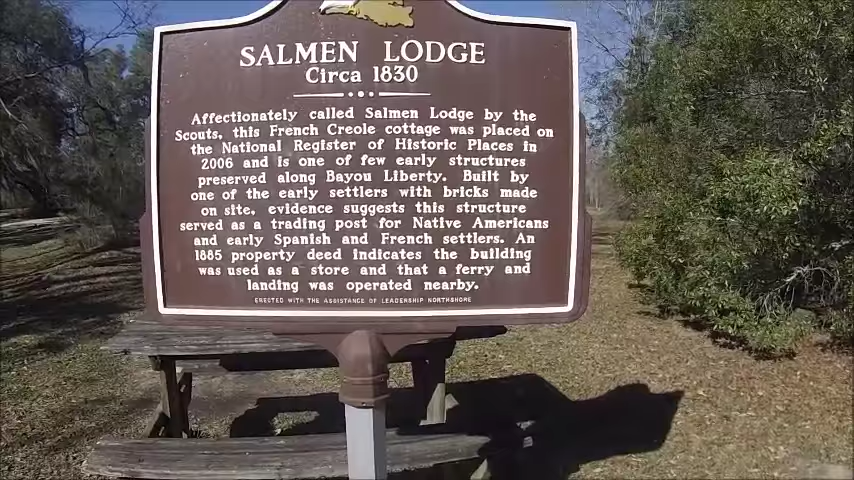 SALMEN LODGE
Circa 1830
Affectionately called Salmen Lodge by the
Scouts, this French Creole cottage was placed on
the National Register of Historic Places in
2006 and is one of few early structures
preserved along Bayou Liberty. Built by
one of the early settlers with bricks made
on site, evidence suggests this structure
served as a trading post for Native Americans
and early Spanish and French settlers. An
1885 property deed indicates the building
was used as a store and that a ferry and
landing was operated nearby.
ERECTED WITH THE ASSISTANCE OF LEADERSHIP NORTHSHORE